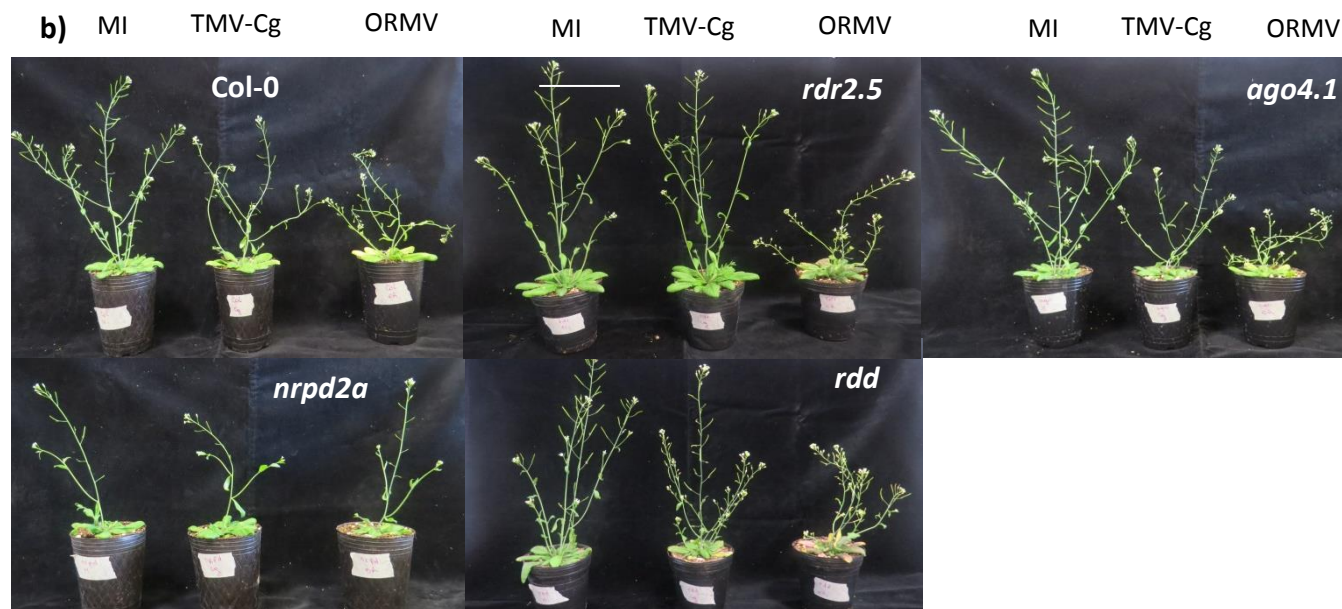 b) MI TMV-Cg ORMV MI TMV-Cg ORMV MI TMV-Cg ORMV
Col-0 rdr2.5 ago4.1
nrpd2a rdd